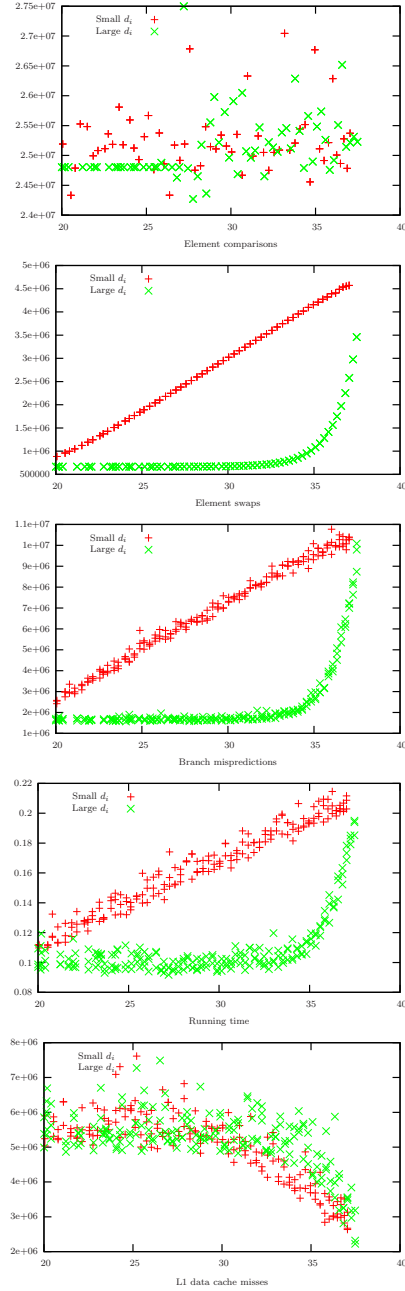 2.75e+07
2.7e+07
2.65e+07
2.6e+07
2.55e+07
2.5e+07
2.45e+07
2.4e+07
Small d_i
Large d_i
20 25 30 35 40
Element comparisons
5e+06
4.5e+06
4e+06
3.5e+06
3e+06
2.5e+06
2e+06
1.5e+06
1e+06
500000
Small d_i
Large d_i
20 25 30 35 40
Element swaps
1.1e+07
1e+07
9e+06
8e+06
7e+06
6e+06
5e+06
4e+06
3e+06
2e+06
1e+06
Small d_i
Large d_i
20 25 30 35 40
Branch mispredictions
0.22
0.2
0.18
0.16
0.14
0.12
0.1
0.08
Small d_i
Large d_i
20 25 30 35 40
Running time
8e+06
7e+06
6e+06
5e+06
4e+06
3e+06
2e+06
Small d_i
Large d_i
20 25 30 35 40
L1 data cache misses